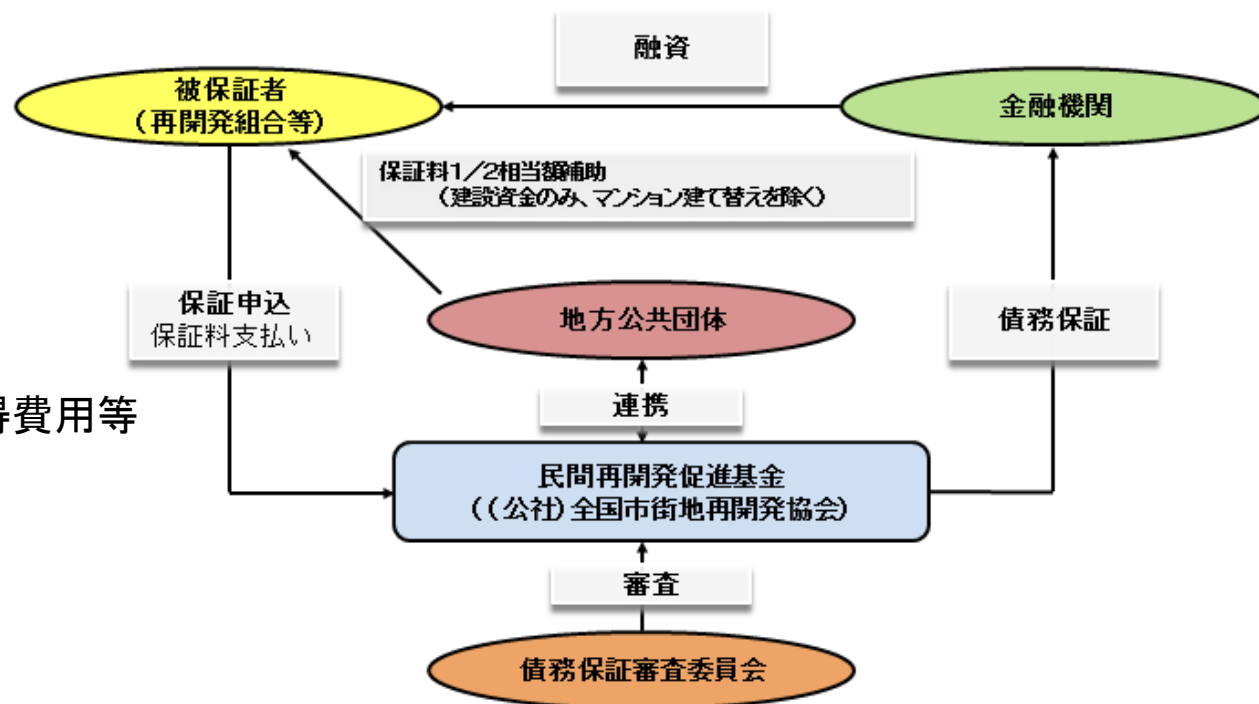 融資
被保証者
(再開発組合等)
金融機関
保証料1/2相当額補助
(建設資金のみ、マンション建て替えを除く)
保証申込
保証料支払い
地方公共団体
債務保証
連携
得費用等
民間再開発促進基金
((公社)全国市街地再開発協会)
審査
債務保証審査委員会